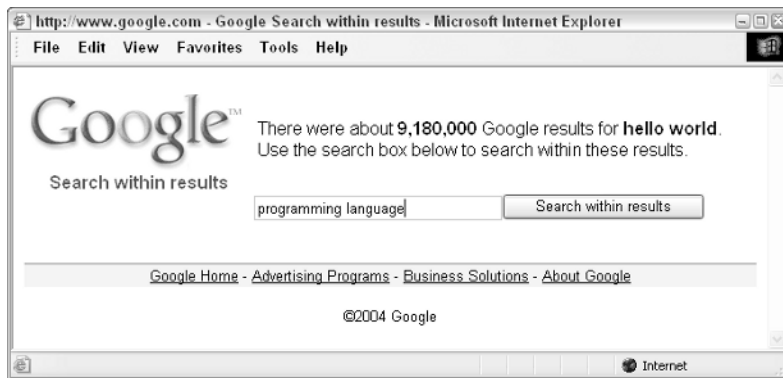 http://www.google.com - Google Search within results - Microsoft Internet Explorer
File Edit View Favorites Tools Help
Google™
Search within results
There were about 9,180,000 Google results for hello world.
Use the search box below to search within these results.
programming language
Search within results
Google Home - Advertising Programs - Business Solutions - About Google
©2004 Google
Internet